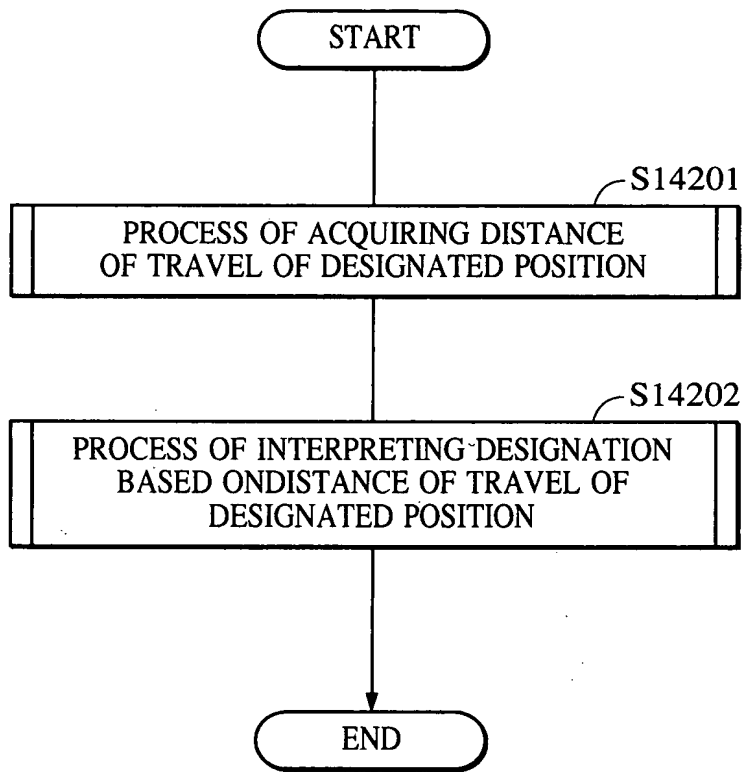 START
S14201
PROCESS OF ACQUIRING DISTANCE
OF TRAVEL OF DESIGNATED POSITION
S14202
PROCESS OF INTERPRETING DESIGNATION
BASED ONDISTANCE OF TRAVEL OF
DESIGNATED POSITION
END